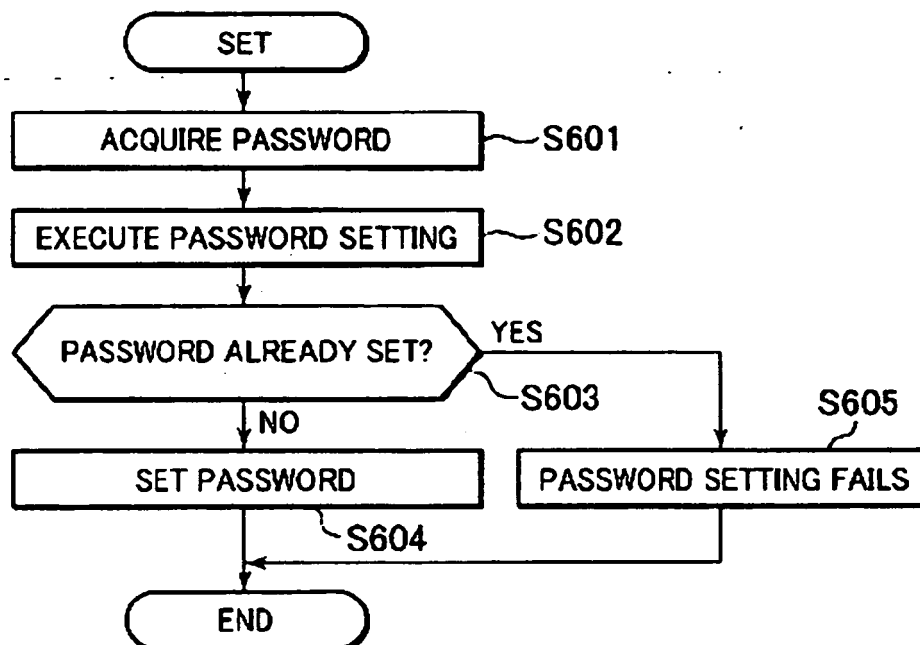 SET
ACQUIRE PASSWORD
S601
EXECUTE PASSWORD SETTING
S602
PASSWORD ALREADY SET?
YES
S603
NO
S605
SET PASSWORD
PASSWORD SETTING FAILS
S604
END